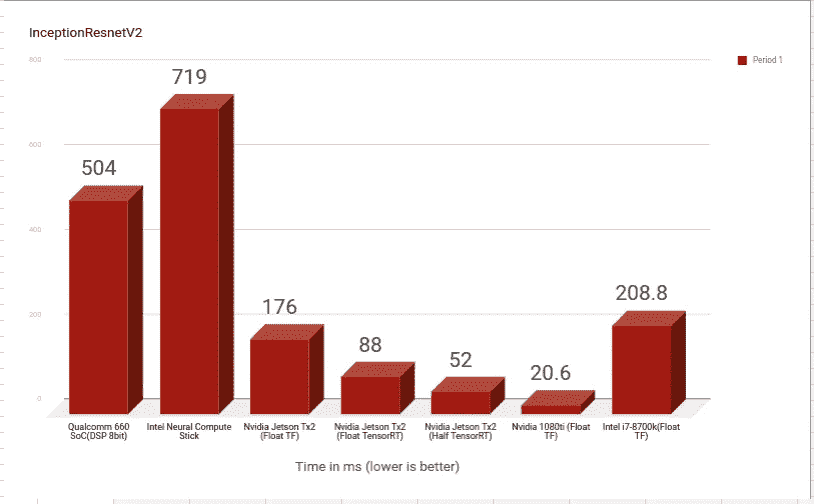 InceptionResnetV2
800
Period 1
719
600
504
400
208.8
176
200
88
52
20.6
0
Qualcomm 660 SoC(DSP 8bit)
Intel Neural Compute Stick
Nvidia Jetson Tx2 (Float TF)
Nvidia Jetson Tx2 (Float TensorRT)
Nvidia Jetson Tx2 (Half TensorRT)
Nvidia 1080ti (Float TF)
Intel i7-8700k(Float TF)
Time in ms (lower is better)